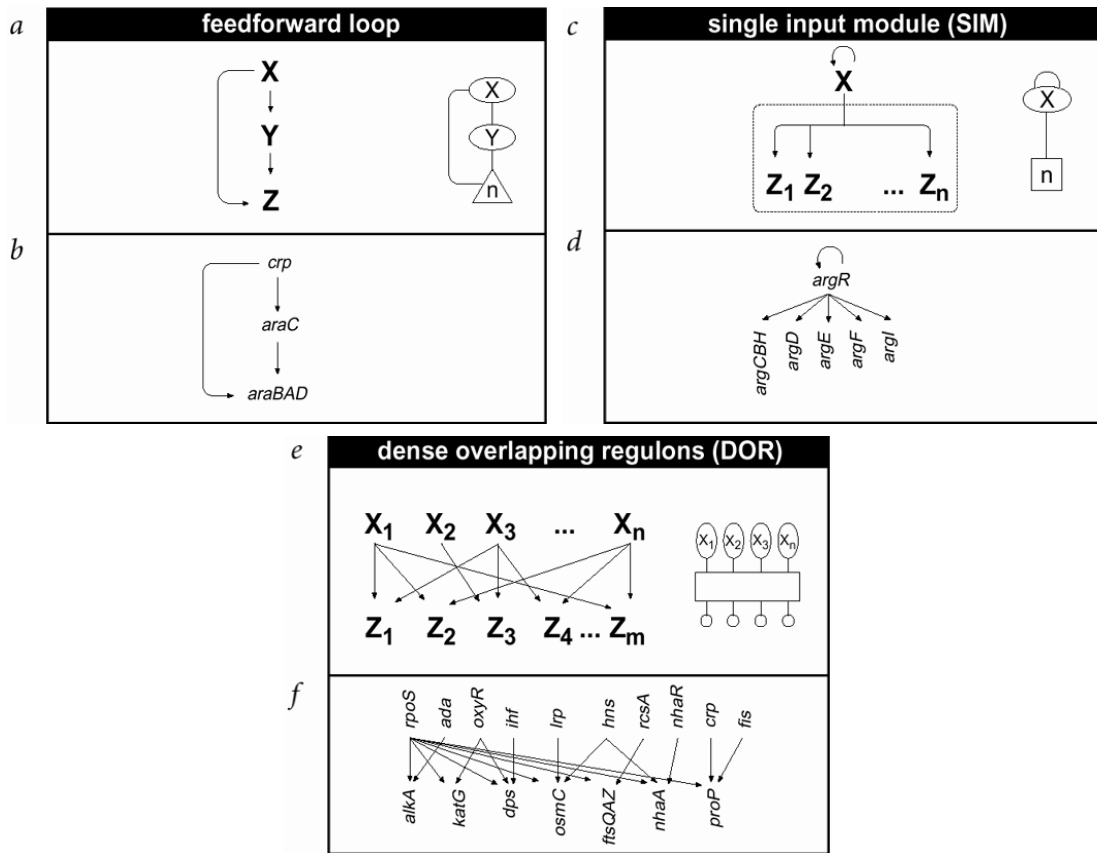 a
feedforward loop
X
Y
Z
X
Y
n
b
crp
araC
araBAD
c
single input module (SIM)
X
Z1 Z2 ... Zn
X
n
d
argR
argCBH argD argE argF argI
e
dense overlapping regulons (DOR)
X1 X2 X3 ... Xn
Z1 Z2 Z3 Z4 ... Zm
X1 X2 X3 Xn
f
rpoS ada oxyR ihf lrp hns rcsA nhaR crp fis
alkA katG dps osmC ftsQAZ nhaA proP